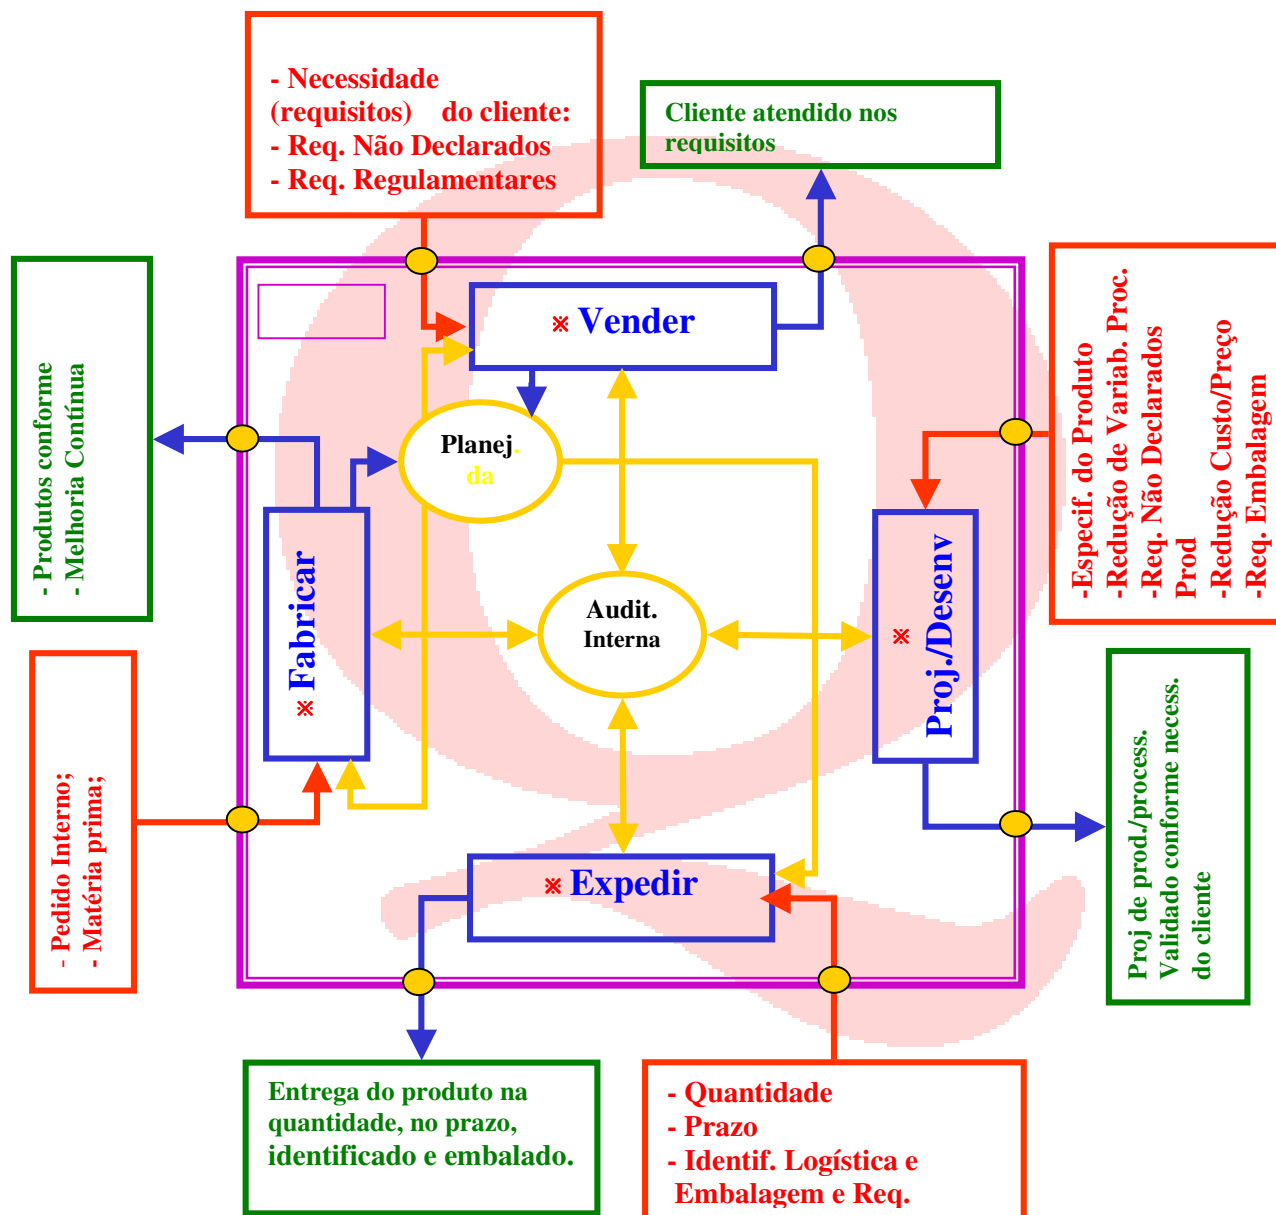 - Necessidade
(requisitos) do cliente:
- Req. Não Declarados
- Req. Regulamentares
Cliente atendido nos
requisitos
- Produtos conforme
- Melhoria Contínua
※ Vender
-Especif. do Produto
-Redução de Variab. Proc.
-Req. Não Declarados
Prod
-Redução Custo/Preço
-Req. Embalagem
Planej.
da
※ Fabricar
Audit.
Interna
※ Proj./Desenv
- Pedido Interno;
- Matéria prima;
Proj de prod./process.
Validado conforme necess.
do cliente
※ Expedir
Entrega do produto na
quantidade, no prazo,
identificado e embalado.
- Quantidade
- Prazo
- Identif. Logística e
Embalagem e Req.